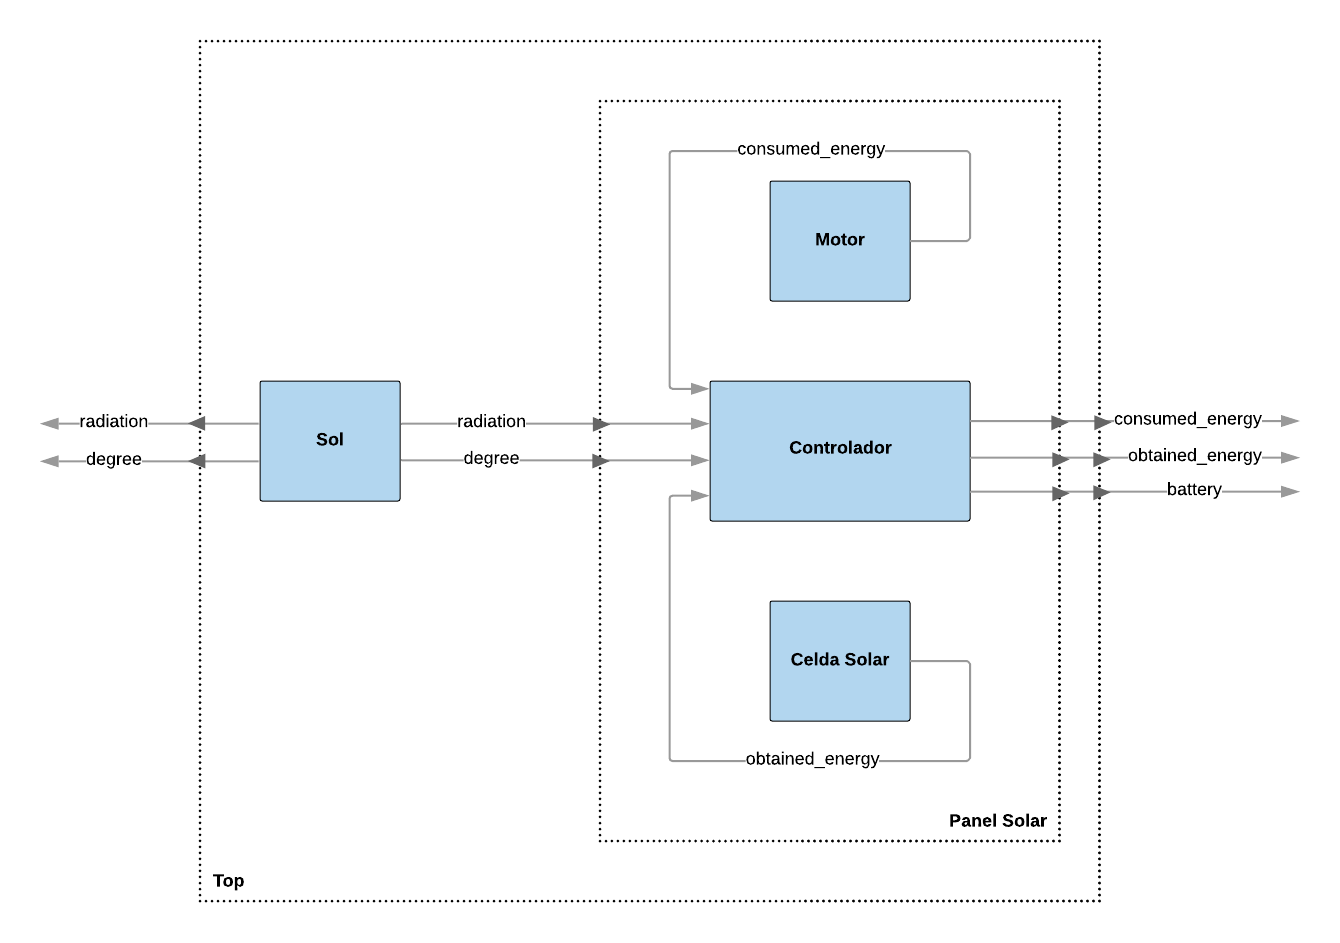 consumed_energy
Motor
radiation
degree
Sol
radiation
degree
Controlador
consumed_energy
obtained_energy
battery
Celda Solar
obtained_energy
Panel Solar
Top